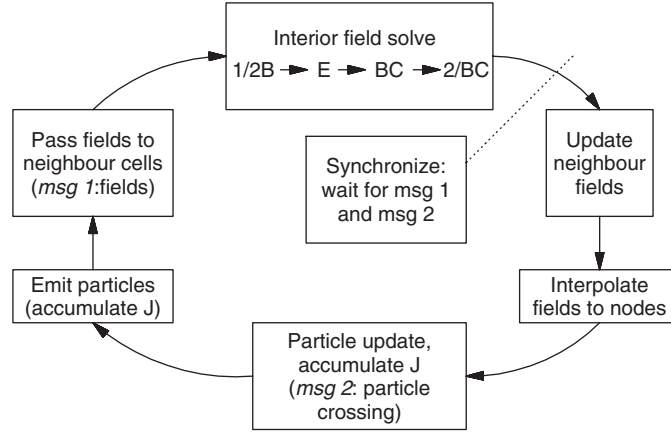 Interior field solve
1/2B E BC 2/BC
Pass fields to
neighbour cells
(msg 1:fields)
Synchronize:
wait for msg 1
and msg 2
Update
neighbour
fields
Emit particles
(accumulate J)
Interpolate
fields to nodes
Particle update,
accumulate J
(msg 2: particle
crossing)